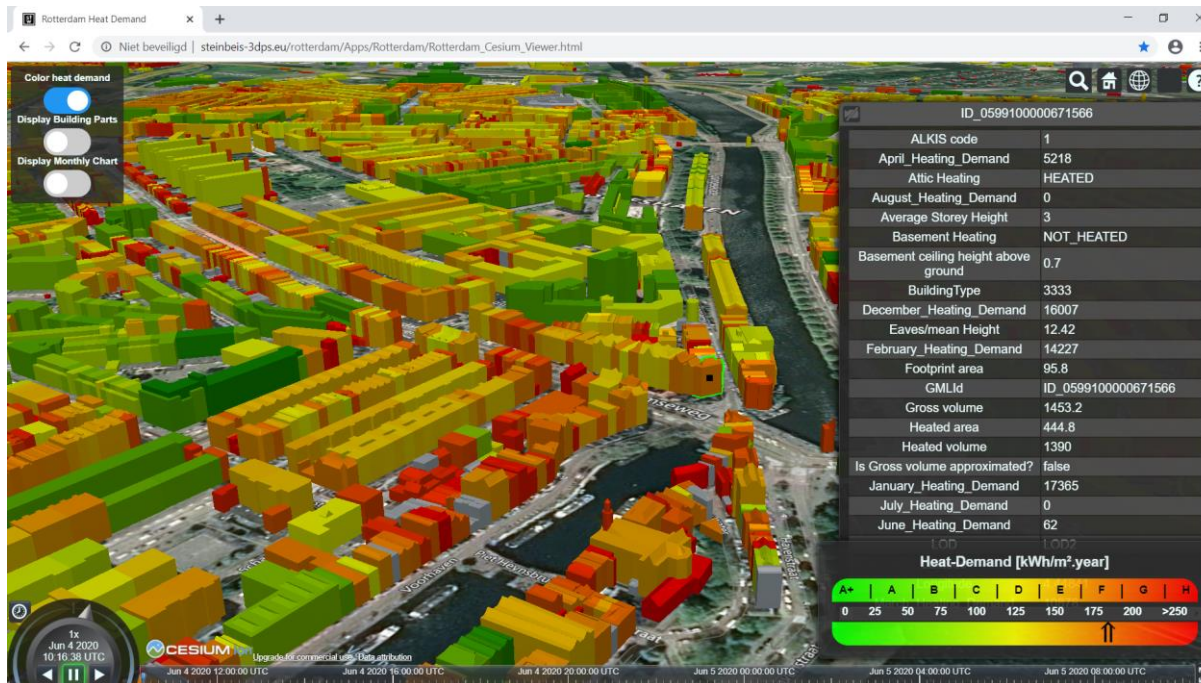 Rotterdam Heat Demand
Niet beveiligd | steinbeis-3dps.eu/rotterdam/Apps/Rotterdam/Rotterdam_Cesium_Viewer.html
Color heat demand
Display Building Parts
Display Monthly Chart
ID_0599100000671566
ALKIS code 1
April_Heating_Demand 5218
Attic Heating HEATED
August_Heating_Demand 0
Average Storey Height 3
Basement Heating NOT_HEATED
Basement ceiling height above
ground 0.7
BuildingType 3333
December_Heating_Demand 16007
Eaves/mean Height 12.42
February_Heating_Demand 14227
Footprint area 95.8
GMLId ID_0599100000671566
Gross volume 1453.2
Heated area 444.8
Heated volume 1390
Is Gross volume approximated? false
January_Heating_Demand 17365
July_Heating_Demand 0
June_Heating_Demand 62
LOD LOD2
Heat-Demand [kWh/m².year]
A+ | A | B | C | D | E | F | G | H
0 25 50 75 100 125 150 175 200 >250
Voorhaven
Piet Heynsbrug
Havenstraat
1x
Jun 4 2020
10:16:38 UTC
CESIUM ion
Upgrade for commercial use. Data attribution
Jun 4 2020 12:00:00 UTC
Jun 4 2020 16:00:00 UTC
Jun 4 2020 20:00:00 UTC
Jun 5 2020 00:00:00 UTC
Jun 5 2020 04:00:00 UTC
Jun 5 2020 08:00:00 UTC